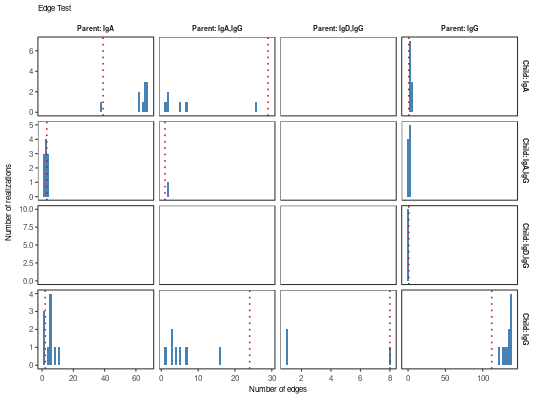 Edge Test
Parent: IgA
Parent: IgA,IgG
Parent: IgD,IgG
Parent: IgG
6
4
2
0
Child: IgA
5
4
3
2
1
0
Child: IgA,IgG
10.0
7.5
5.0
2.5
0.0
Child: IgD,IgG
4
3
2
1
0
Child: IgG
0 20 40 60
0 10 20 30
2 4 6 8
0 50 100
Number of edges
Number of realizations